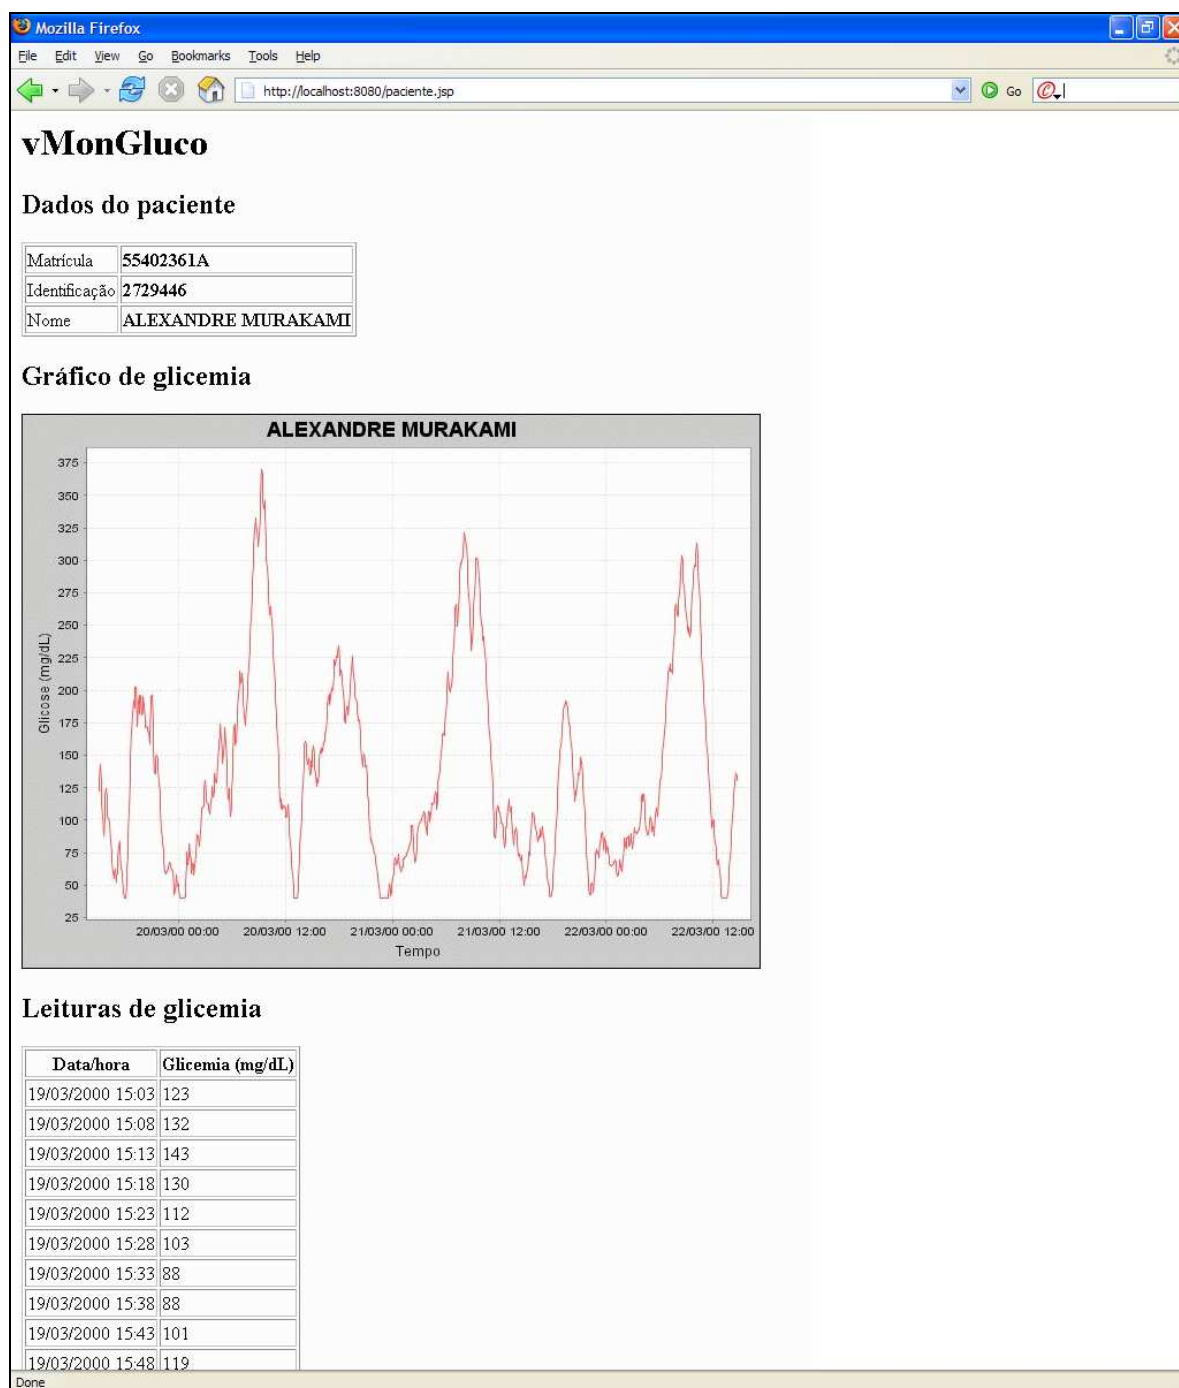 Mozilla Firefox
File Edit View Go Bookmarks Tools Help
http://localhost:8080/paciente.jsp Go
vMonGluco
Dados do paciente
Matrícula 55402361A
Identificação 2729446
Nome ALEXANDRE MURAKAMI
Gráfico de glicemia
ALEXANDRE MURAKAMI
375
350
325
300
275
250
225
200
175
150
125
100
75
50
25
Glicose (mg/dL)
20/03/00 00:00 20/03/00 12:00 21/03/00 00:00 21/03/00 12:00 22/03/00 00:00 22/03/00 12:00
Tempo
Leituras de glicemia
Data/hora Glicemia (mg/dL)
19/03/2000 15:03 123
19/03/2000 15:08 132
19/03/2000 15:13 143
19/03/2000 15:18 130
19/03/2000 15:23 112
19/03/2000 15:28 103
19/03/2000 15:33 88
19/03/2000 15:38 88
19/03/2000 15:43 101
19/03/2000 15:48 119
Done